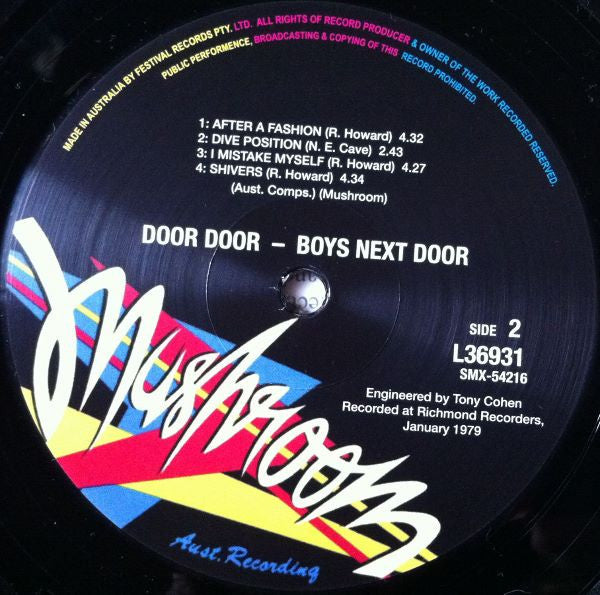 MADE IN AUSTRALIA BY FESTIVAL RECORDS PTY. LTD. ALL RIGHTS OF RECORD PRODUCER & OWNER OF THE WORK RECORDED RESERVED.
PUBLIC PERFORMENCE, BROADCASTING & COPYING OF THIS RECORD PROHIBITED.
1: AFTER A FASHION (R. Howard) 4.32
2: DIVE POSITION (N. E. Cave) 2.43
3: I MISTAKE MYSELF (R. Howard) 4.27
4: SHIVERS (R. Howard) 4.34
(Aust. Comps.) (Mushroom)
DOOR DOOR – BOYS NEXT DOOR
SIDE 2
L36931
SMX-54216
Engineered by Tony Cohen
Recorded at Richmond Recorders,
January 1979
Mushroom
Aust. Recording